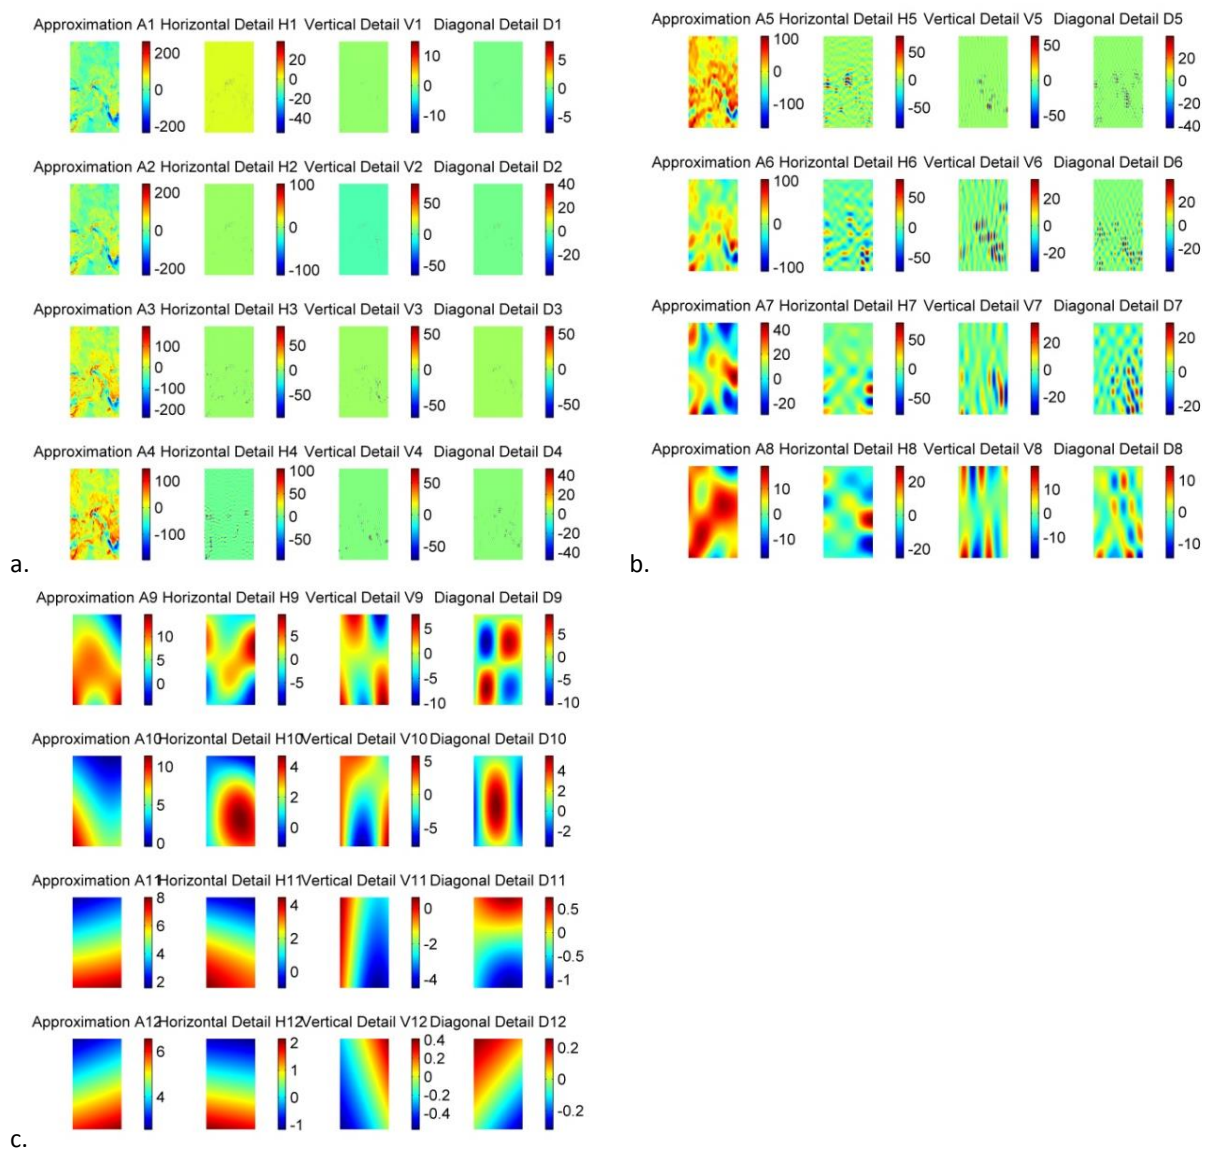 Approximation A1 Horizontal Detail H1 Vertical Detail V1 Diagonal Detail D1
200 0 -200
20 0 -20 -40
10 0 -10
5 0 -5
Approximation A2 Horizontal Detail H2 Vertical Detail V2 Diagonal Detail D2
200 0 -200
100 0 -100
50 0 -50
40 20 0 -20
Approximation A3 Horizontal Detail H3 Vertical Detail V3 Diagonal Detail D3
100 0 -100 -200
50 0 -50
50 0 -50
50 0 -50
Approximation A4 Horizontal Detail H4 Vertical Detail V4 Diagonal Detail D4
100 0 -100
100 50 0 -50
50 0 -50
40 20 0 -20 -40
a.
Approximation A5 Horizontal Detail H5 Vertical Detail V5 Diagonal Detail D5
100 0 -100
50 0 -50
50 0 -50
20 0 -20 -40
Approximation A6 Horizontal Detail H6 Vertical Detail V6 Diagonal Detail D6
100 0 -100
50 0 -50
20 0 -20
20 0 -20
Approximation A7 Horizontal Detail H7 Vertical Detail V7 Diagonal Detail D7
40 20 0 -20
50 0 -50
20 0 -20
20 0 -20
Approximation A8 Horizontal Detail H8 Vertical Detail V8 Diagonal Detail D8
10 0 -10
20 0 -20
10 0 -10
10 0 -10
b.
Approximation A9 Horizontal Detail H9 Vertical Detail V9 Diagonal Detail D9
10 5 0
5 0 -5
5 0 -5 -10
5 0 -5 -10
Approximation A10 Horizontal Detail H10 Vertical Detail V10 Diagonal Detail D10
10 5 0
4 2 0
5 0 -5
4 2 0 -2
Approximation A11 Horizontal Detail H11 Vertical Detail V11 Diagonal Detail D11
8 6 4 2
4 2 0
0 -2 -4
0.5 0 -0.5 -1
Approximation A12 Horizontal Detail H12 Vertical Detail V12 Diagonal Detail D12
6 4
2 1 0 -1
0.4 0.2 0 -0.2 -0.4
0.2 0 -0.2
c.